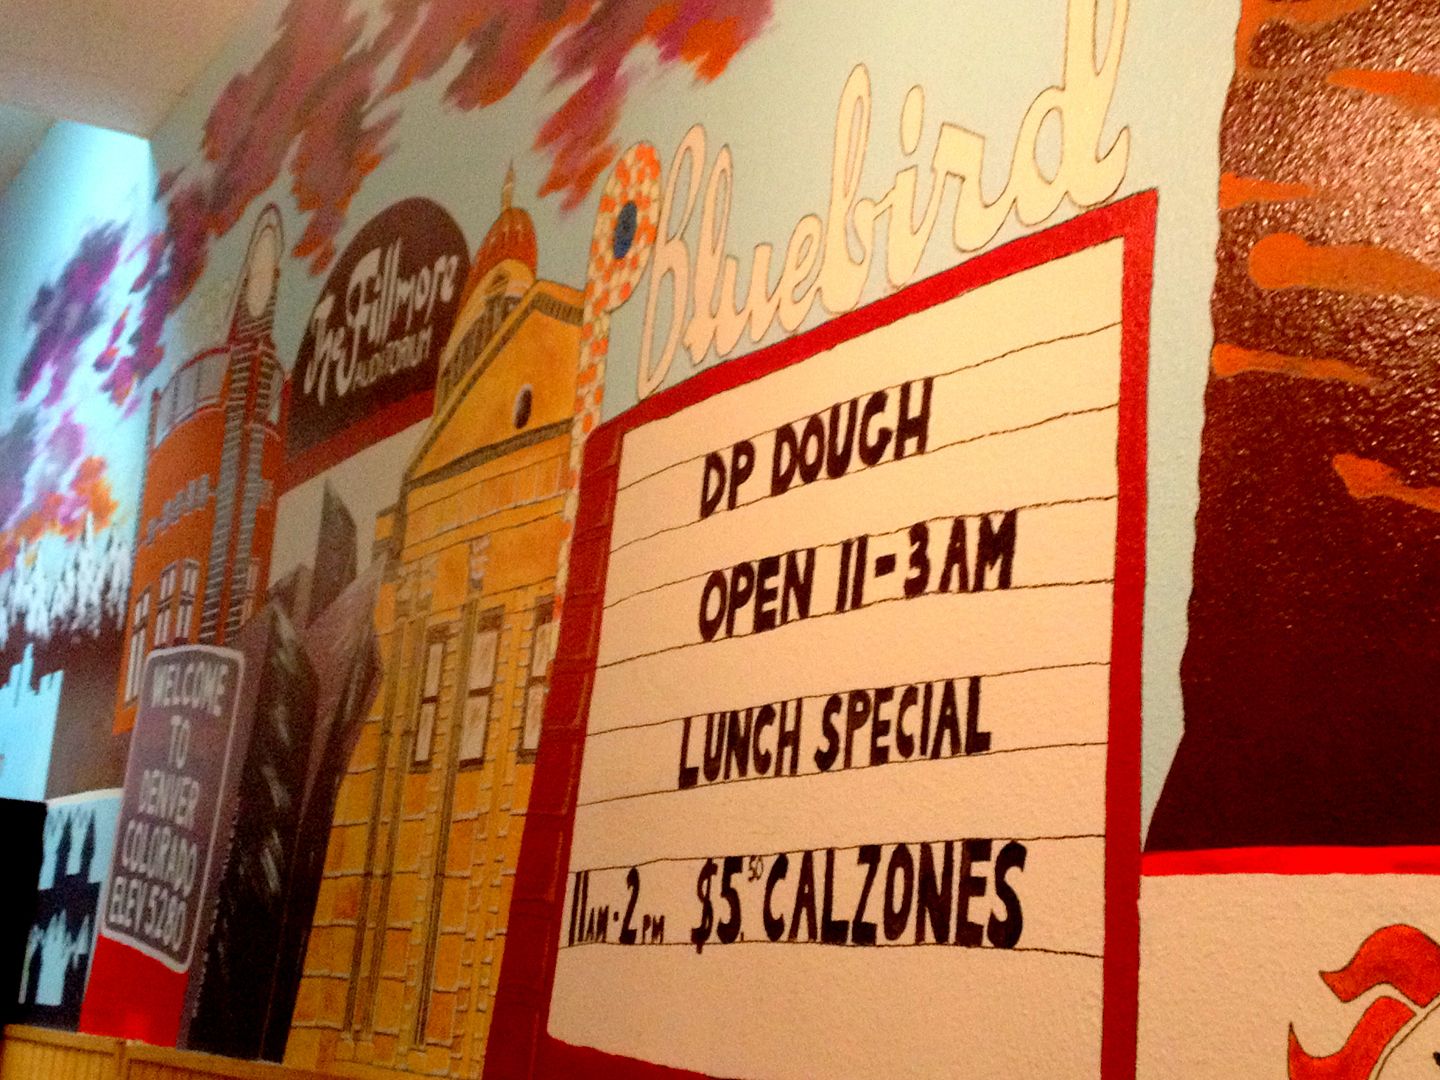 Bluebird
DP DOUGH
OPEN 11-3AM
LUNCH SPECIAL
11AM-2PM $5.50 CALZONES
The Fillmore
AUDITORIUM
WELCOME
TO
DENVER
COLORADO
ELEV. 5280